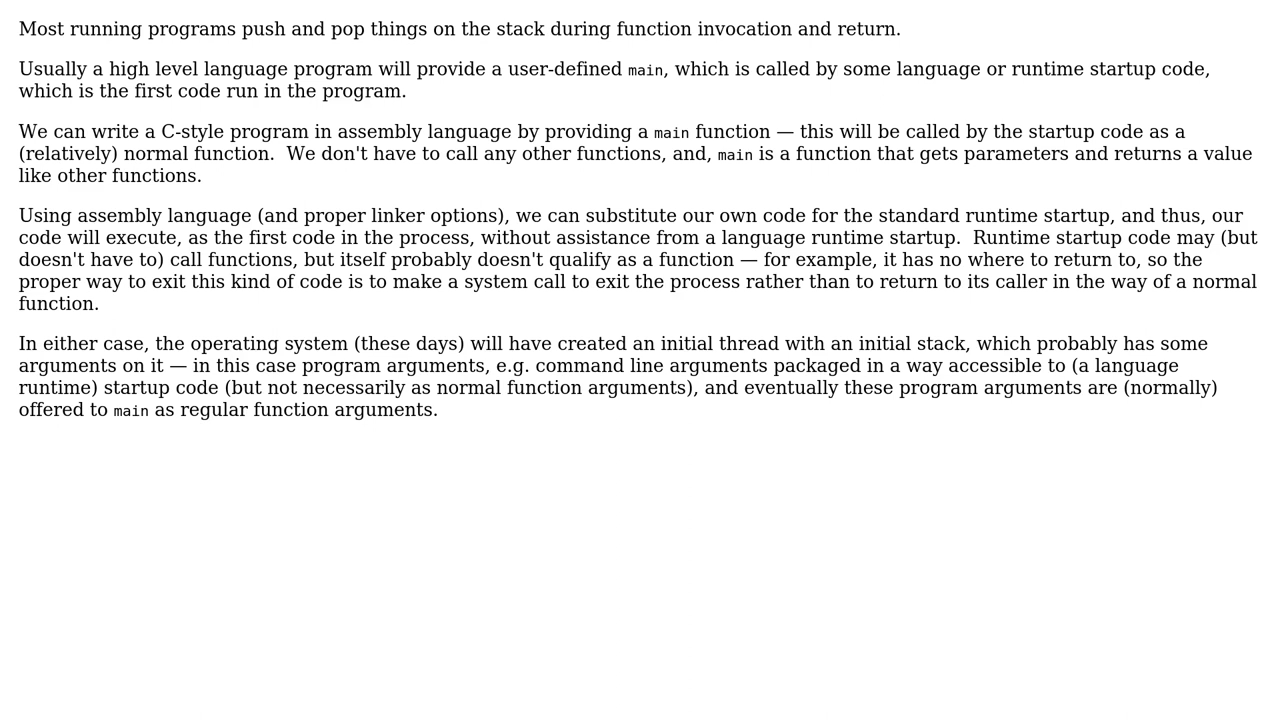 Most running programs push and pop things on the stack during function invocation and return.
Usually a high level language program will provide a user-defined main, which is called by some language or runtime startup code,
which is the first code run in the program.
We can write a C-style program in assembly language by providing a main function — this will be called by the startup code as a
(relatively) normal function.  We don't have to call any other functions, and, main is a function that gets parameters and returns a value
like other functions.
Using assembly language (and proper linker options), we can substitute our own code for the standard runtime startup, and thus, our
code will execute, as the first code in the process, without assistance from a language runtime startup.  Runtime startup code may (but
doesn't have to) call functions, but itself probably doesn't qualify as a function — for example, it has no where to return to, so the
proper way to exit this kind of code is to make a system call to exit the process rather than to return to its caller in the way of a normal
function.
In either case, the operating system (these days) will have created an initial thread with an initial stack, which probably has some
arguments on it — in this case program arguments, e.g. command line arguments packaged in a way accessible to (a language
runtime) startup code (but not necessarily as normal function arguments), and eventually these program arguments are (normally)
offered to main as regular function arguments.